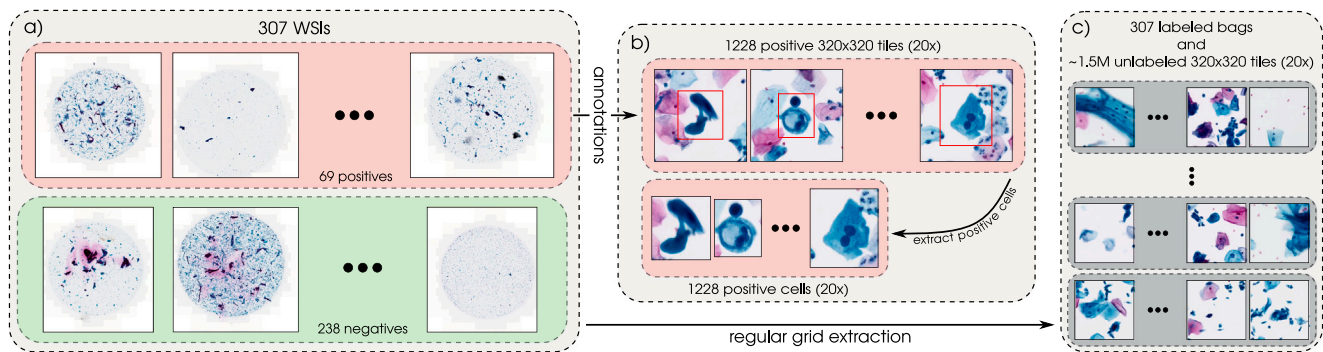 a)
307 WSIs
69 positives
238 negatives
annotations
b)
1228 positive 320x320 tiles (20x)
extract positive cells
1228 positive cells (20x)
regular grid extraction
c)
307 labeled bags
and
~1.5M unlabeled 320x320 tiles (20x)